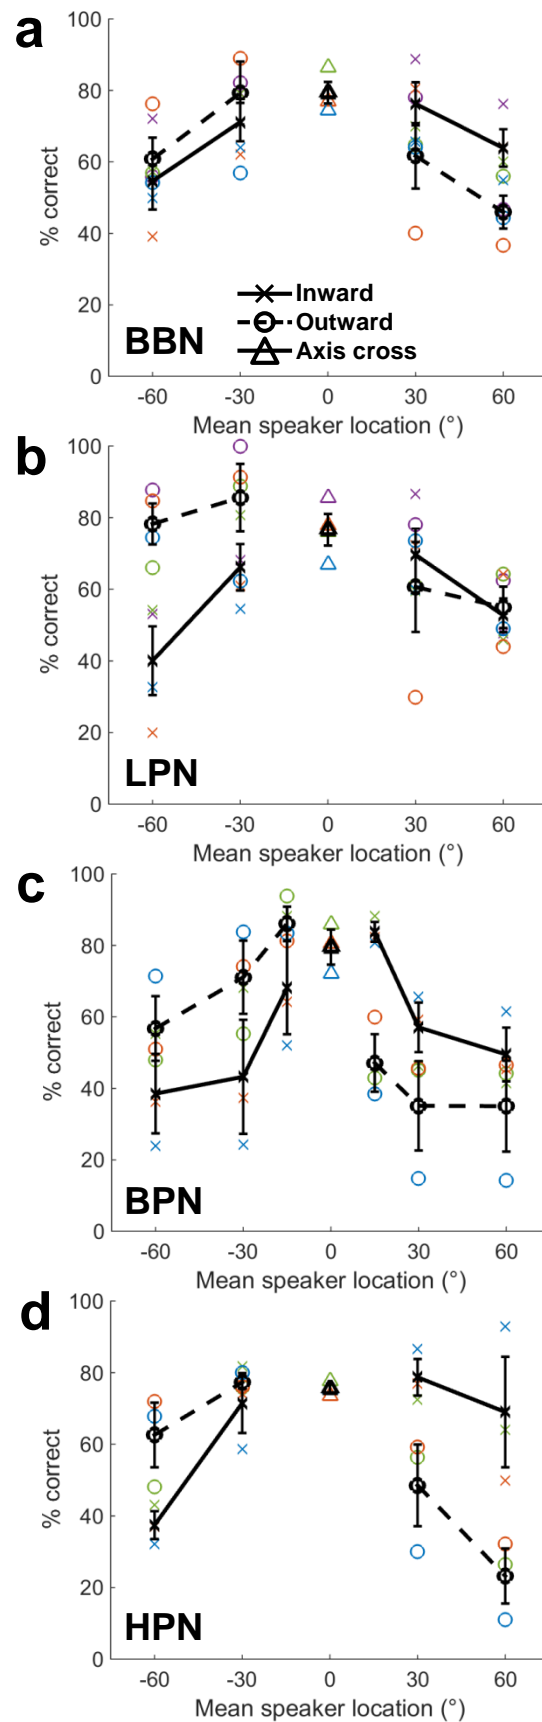 a
100
80
60
40
20
0
% correct
Inward
Outward
Axis cross
BBN
-60 -30 0 30 60
Mean speaker location (°)
b
100
80
60
40
20
0
% correct
LPN
-60 -30 0 30 60
Mean speaker location (°)
c
100
80
60
40
20
0
% correct
BPN
-60 -30 0 30 60
Mean speaker location (°)
d
100
80
60
40
20
0
% correct
HPN
-60 -30 0 30 60
Mean speaker location (°)